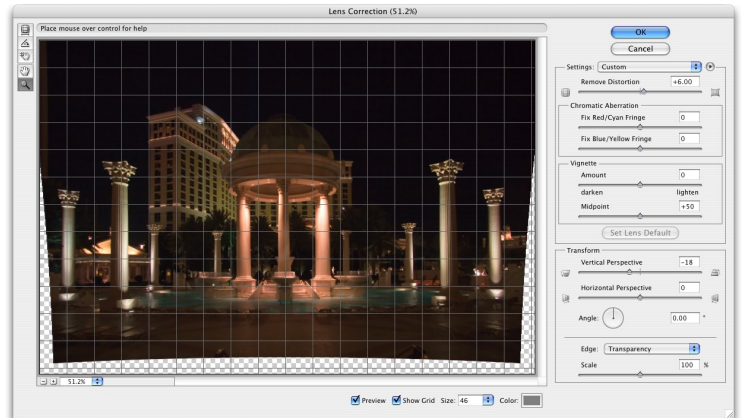 Lens Correction (51.2%)
Place mouse over control for help
OK
Cancel
Settings: Custom
Remove Distortion +6.00
Chromatic Aberration
Fix Red/Cyan Fringe 0
Fix Blue/Yellow Fringe 0
Vignette
Amount 0
darken lighten
Midpoint +50
Set Lens Default
Transform
Vertical Perspective -18
Horizontal Perspective 0
Angle: 0.00 °
Edge: Transparency
Scale 100 %
51.2%
Preview Show Grid Size: 46 Color: